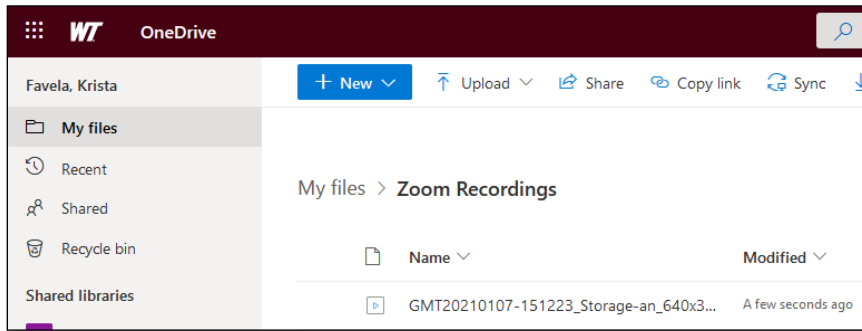 WT OneDrive
Favela, Krista
New Upload Share Copy link Sync
My files
Recent
Shared
Recycle bin
Shared libraries
My files > Zoom Recordings
Name Modified
GMT20210107-151223_Storage-an_640x3... A few seconds ago